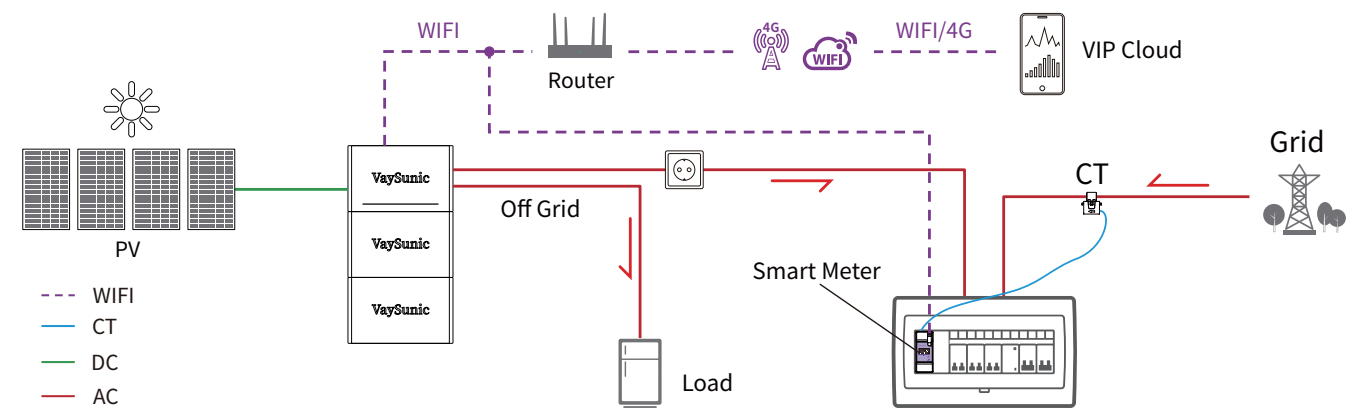 WIFI
4G
WIFI
WIFI/4G
Router
VIP Cloud
VaySunic
VaySunic
VaySunic
Off Grid
PV
Grid
CT
Smart Meter
Load
WIFI
CT
DC
AC